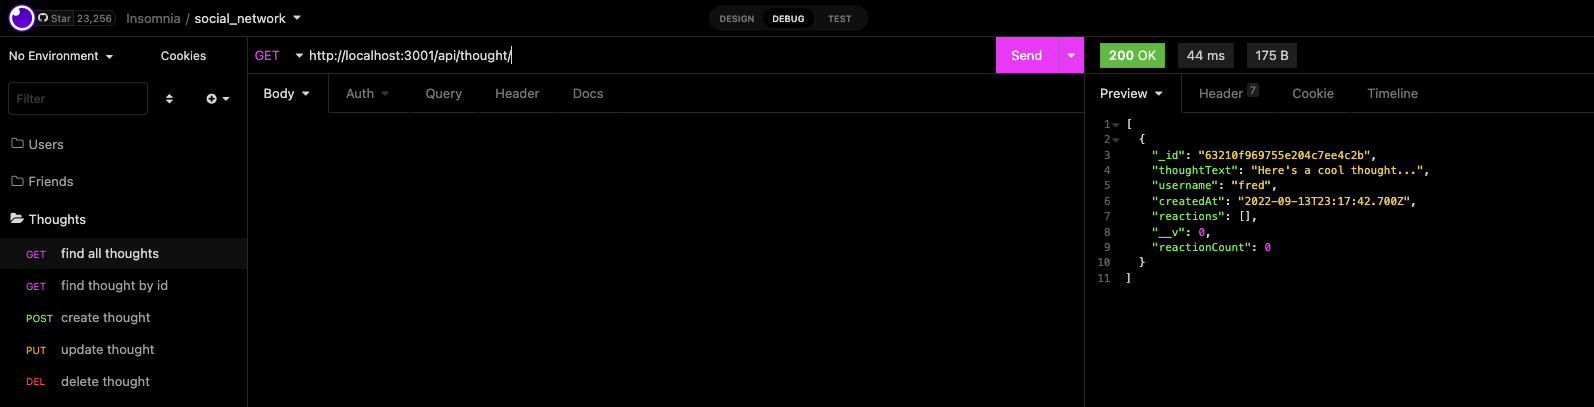 Star 23,256 Insomnia / social_network DESIGN DEBUG TEST
No Environment Cookies GET http://localhost:3001/api/thought/ Send 200 OK 44 ms 175 B
Filter Body Auth Query Header Docs Preview Header 7 Cookie Timeline
Users
Friends
Thoughts
GET find all thoughts
GET find thought by id
POST create thought
PUT update thought
DEL delete thought
1 [
2 {
3 "_id": "63210f969755e204c7ee4c2b",
4 "thoughtText": "Here's a cool thought...",
5 "username": "fred",
6 "createdAt": "2022-09-13T23:17:42.700Z",
7 "reactions": [],
8 "__v": 0,
9 "reactionCount": 0
10 }
11 ]